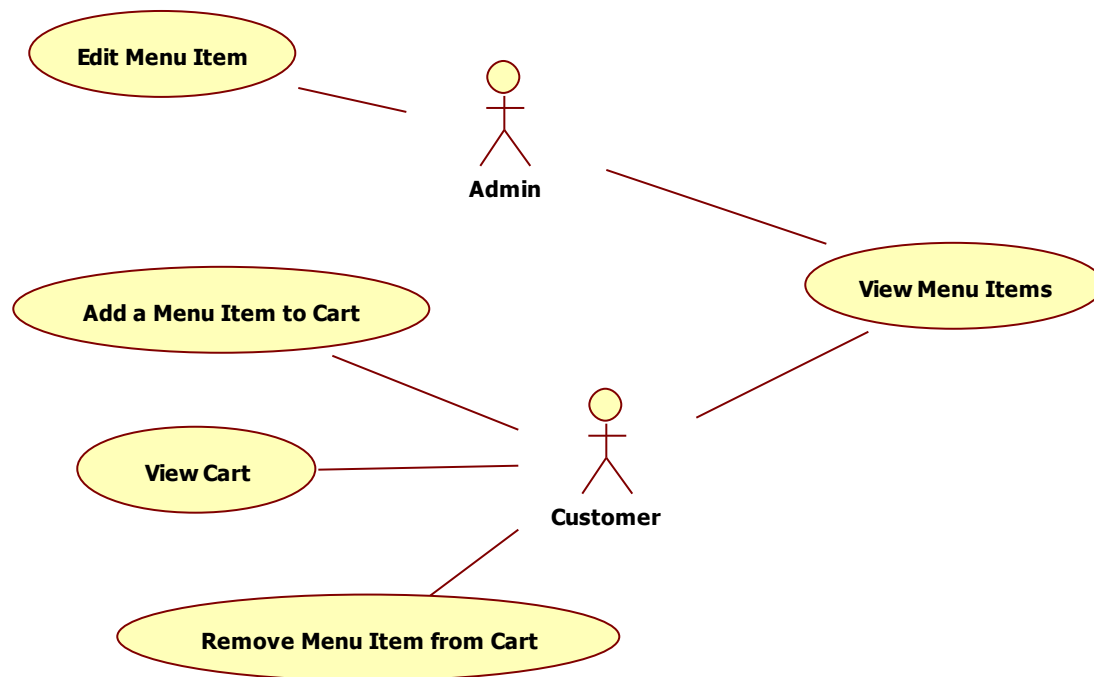 Edit Menu Item
Admin
View Menu Items
Add a Menu Item to Cart
View Cart
Customer
Remove Menu Item from Cart